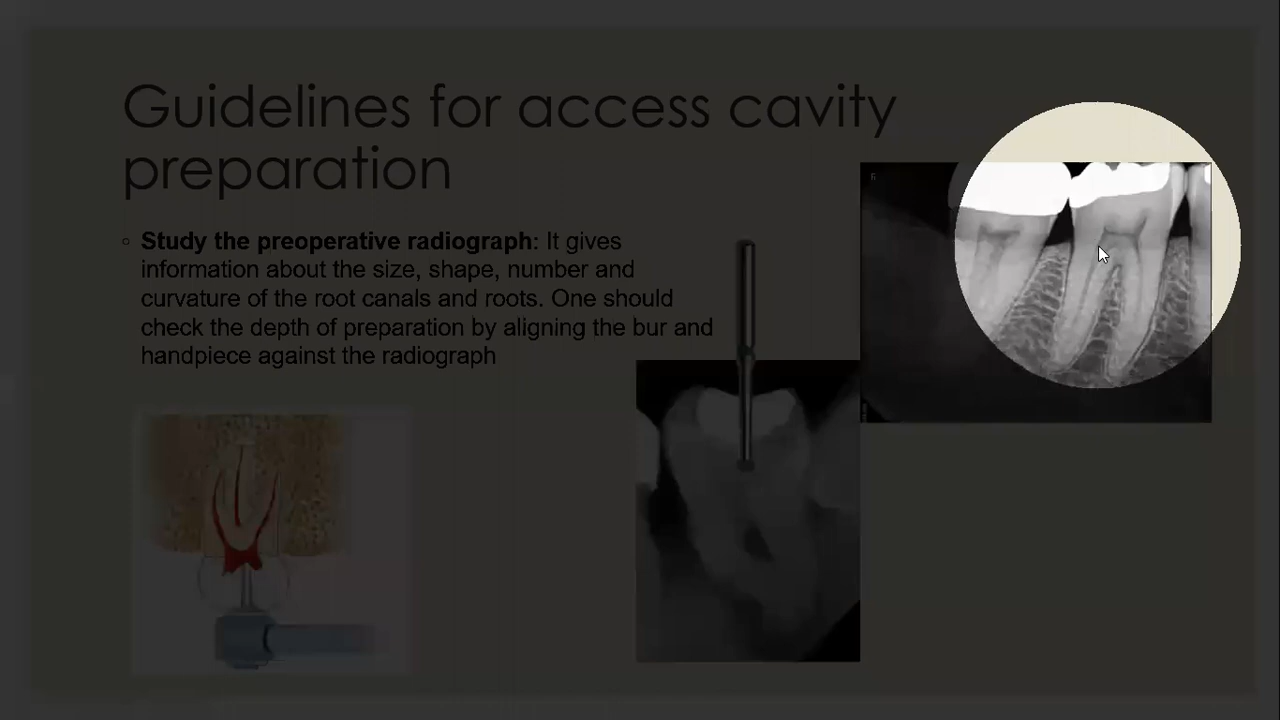 Guidelines for access cavity
preparation
Study the preoperative radiograph: It gives
information about the size, shape, number and
curvature of the root canals and roots. One should
check the depth of preparation by aligning the bur and
handpiece against the radiograph